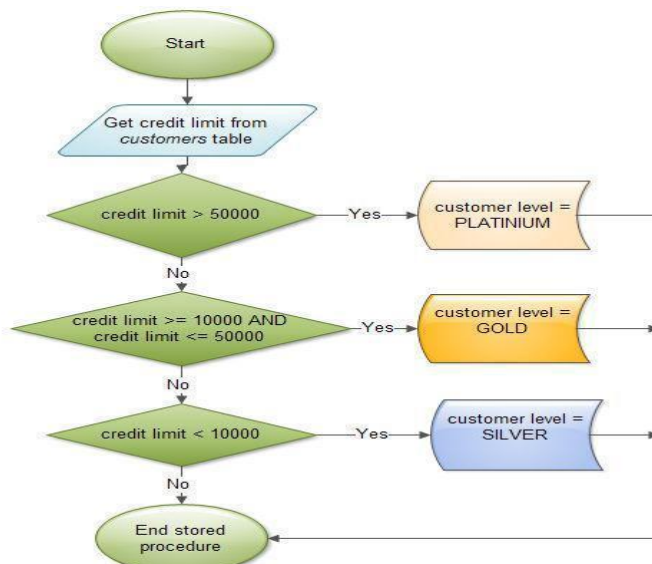 Start
Get credit limit from
customers table
credit limit > 50000
Yes
customer level =
PLATINIUM
No
credit limit >= 10000 AND
credit limit <= 50000
Yes
customer level =
GOLD
No
credit limit < 10000
Yes
customer level =
SILVER
No
End stored
procedure